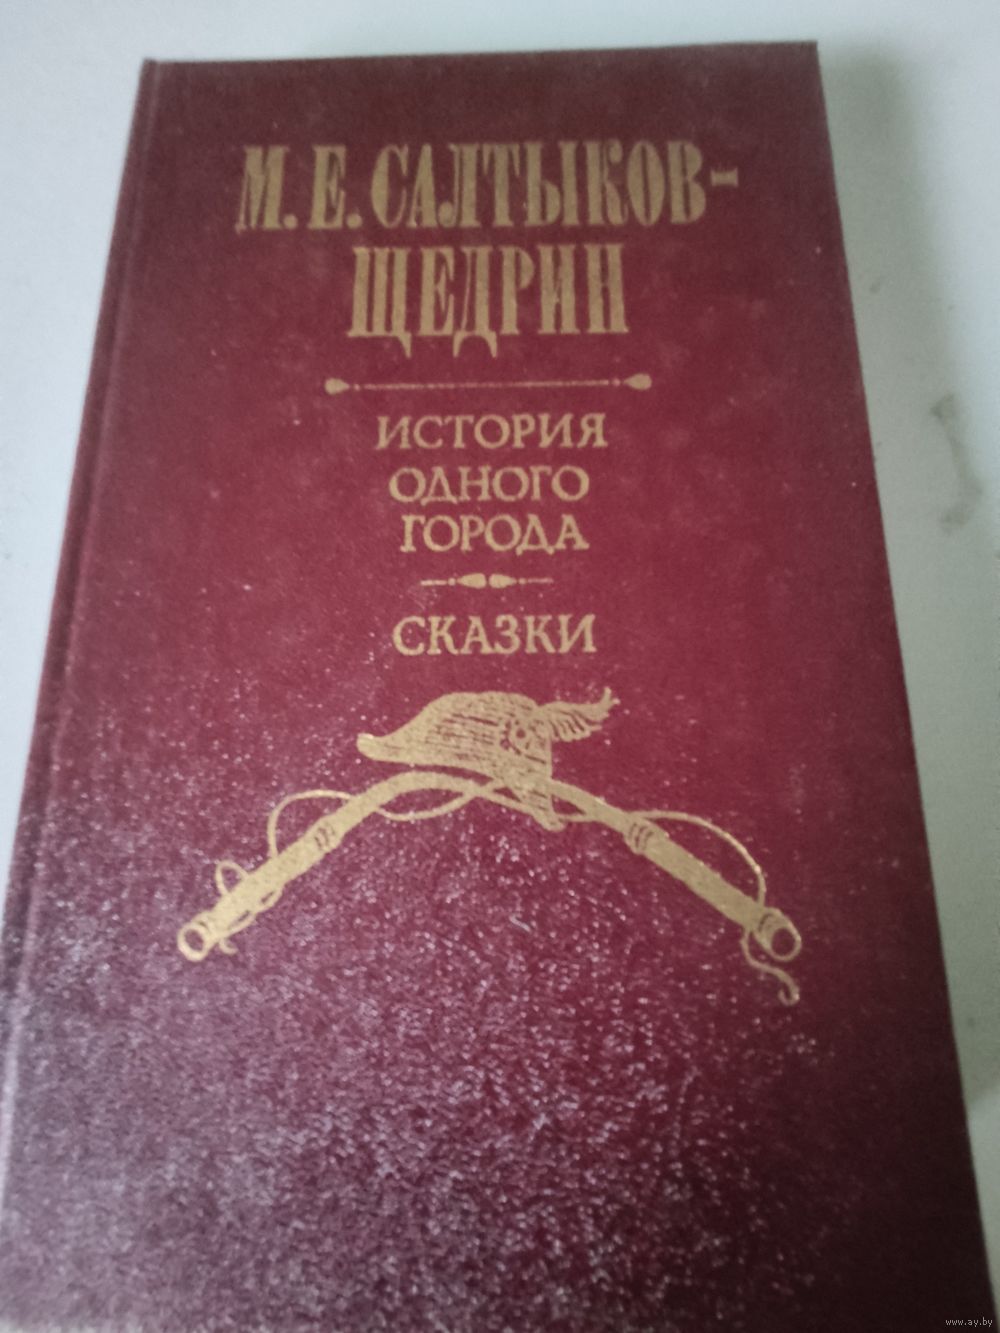 М. Е. САЛТЫКОВ-
ЩЕДРИН
ИСТОРИЯ
ОДНОГО
ГОРОДА
СКАЗКИ
www.ay.by